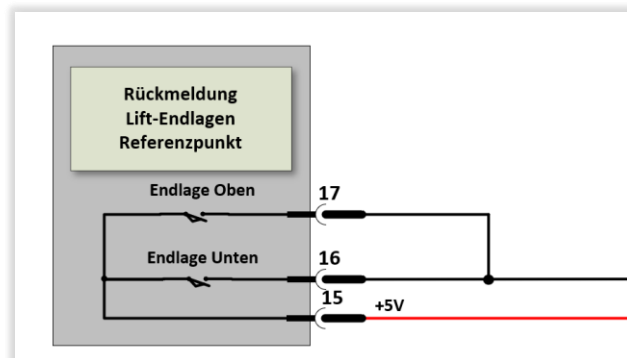 Rückmeldung
Lift-Endlagen
Referenzpunkt
Endlage Oben
17
Endlage Unten
16
15
+5V